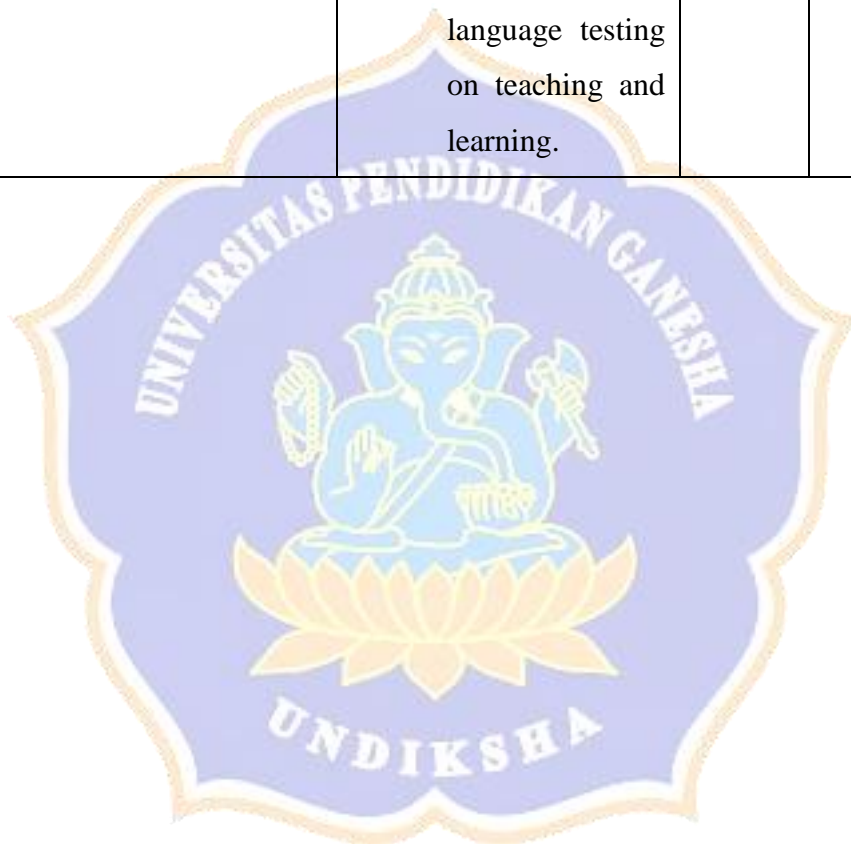 language testing
on teaching and
learning.
UNIVERSITAS PENDIDIKAN GANESHA
UNDIKSHA